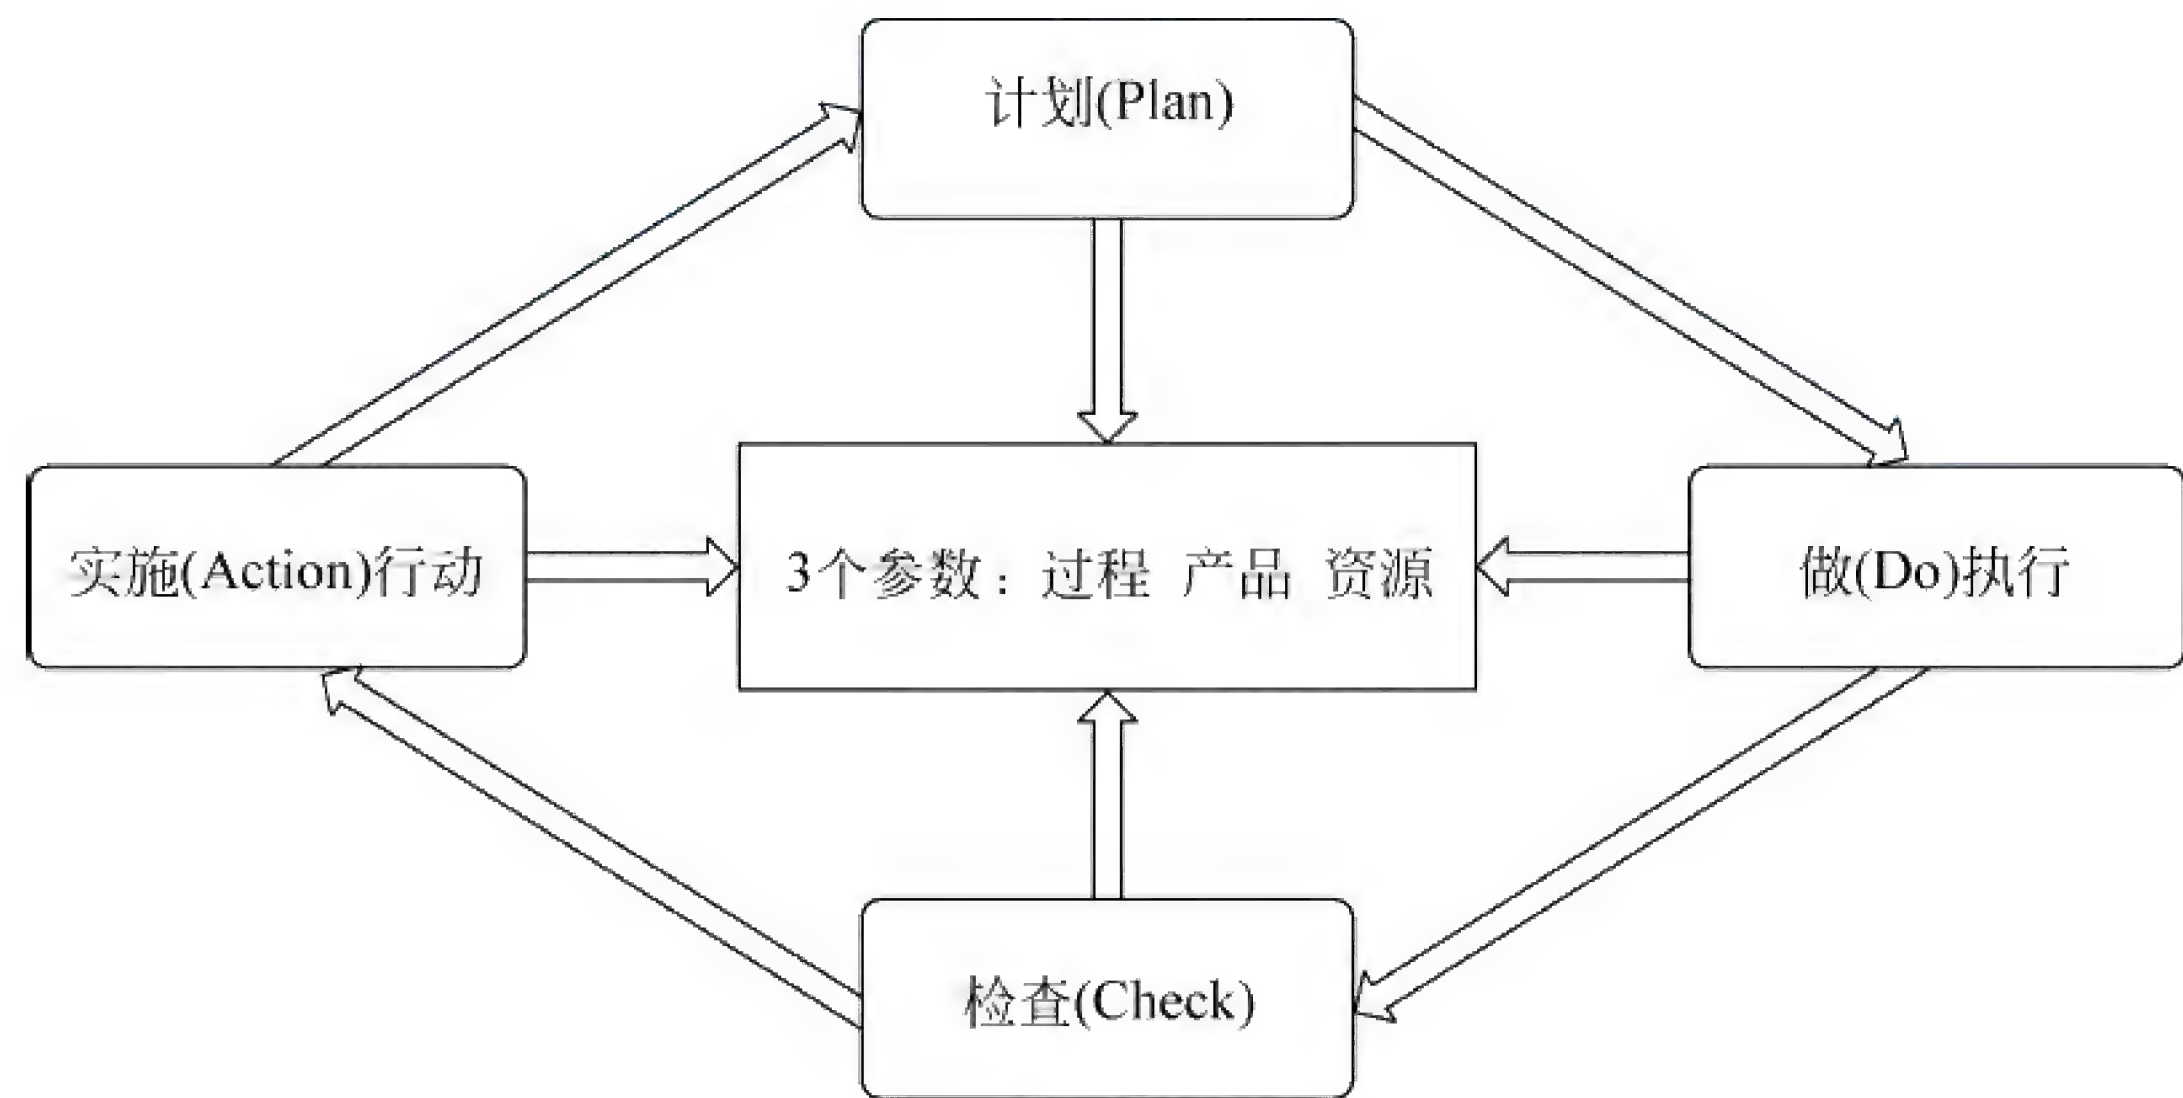 计划(Plan)
实施(Action)行动
3个参数：过程 产品 资源
做(Do)执行
检查(Check)